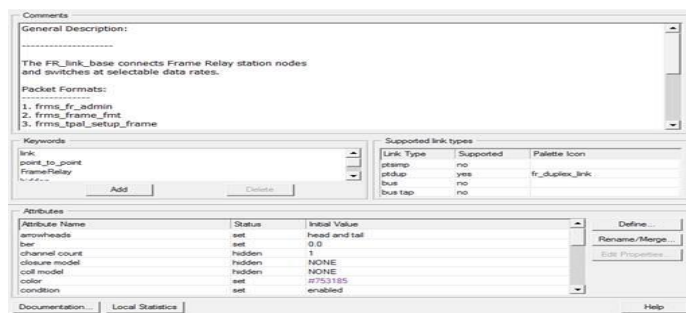 Comments
General Description:
--------------------
The FR_link_base connects Frame Relay station nodes
and switches at selectable data rates.
Packet Formats:
---------------
1. frms_fr_admin
2. frms_frame_fmt
3. frms_tpal_setup_frame
Keywords
link
point_to_point
FrameRelay
Add Delete
Supported link types
Link Type Supported Palette Icon
ptsimp no
ptdup yes fr_duplex_link
bus no
bus tap no
Attributes
Attribute Name Status Initial Value
arrowheads set head and tail
ber set 0.0
channel count hidden 1
closure model hidden NONE
coll model hidden NONE
color set #753185
condition set enabled
Define...
Rename/Merge...
Edit Properties...
Documentation... Local Statistics Help